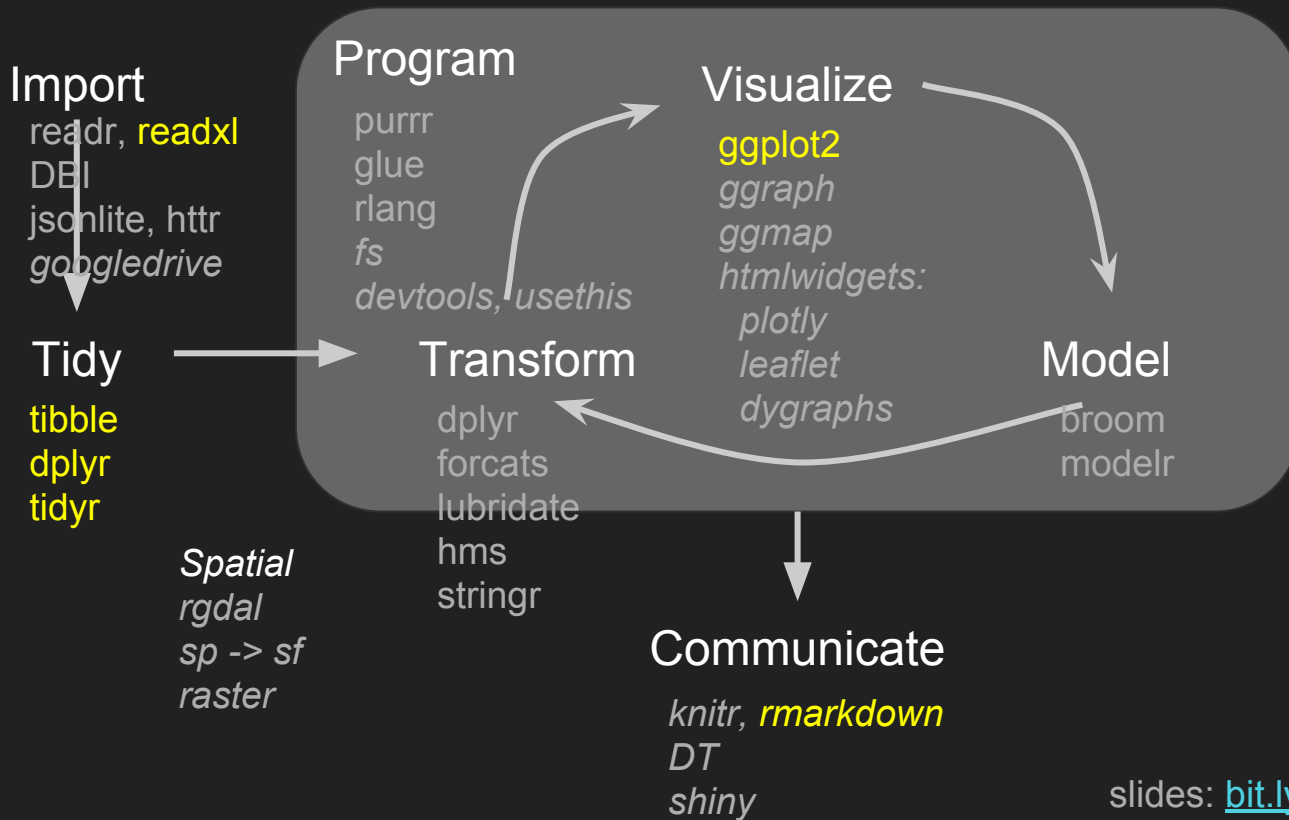 Import
readr, readxl
DBI
jsonlite, httr
googledrive
Tidy
tibble
dplyr
tidyr
Spatial
rgdal
sp -> sf
raster
Program
purrr
glue
rlang
fs
devtools, usethis
Transform
dplyr
forcats
lubridate
hms
stringr
Visualize
ggplot2
ggraph
ggmap
htmlwidgets:
plotly
leaflet
dygraphs
Model
broom
modelr
Communicate
knitr, rmarkdown
DT
shiny
slides: bit.ly